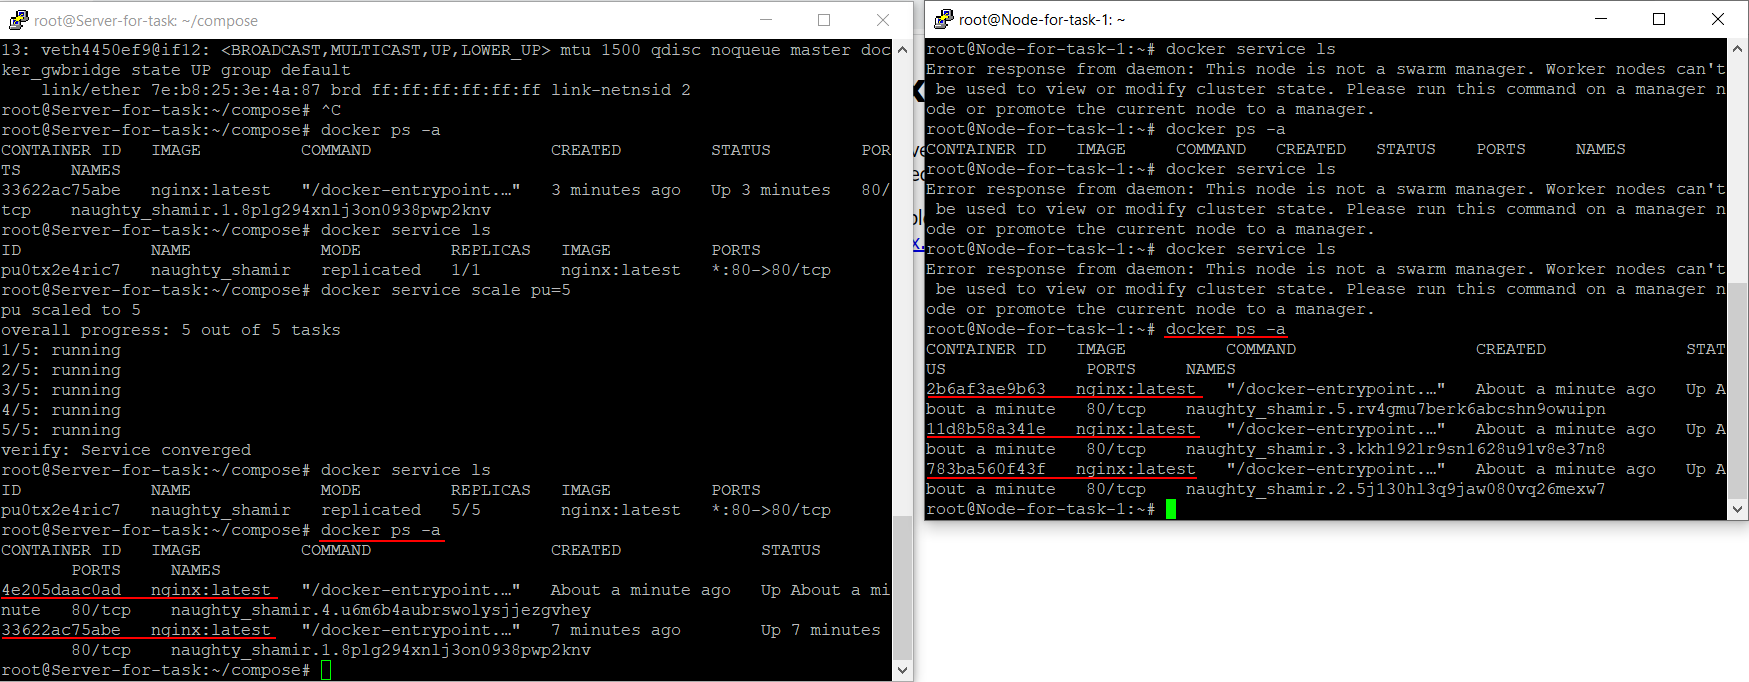 root@Server-for-task: ~/compose
13: veth4450ef9@if12: <BROADCAST,MULTICAST,UP,LOWER_UP> mtu 1500 qdisc noqueue master doc
ker_gwbridge state UP group default
    link/ether 7e:b8:25:3e:4a:87 brd ff:ff:ff:ff:ff:ff link-netnsid 2
root@Server-for-task:~/compose# ^C
root@Server-for-task:~/compose# docker ps -a
CONTAINER ID   IMAGE          COMMAND                  CREATED         STATUS         POR
TS     NAMES
33622ac75abe   nginx:latest   "/docker-entrypoint.…"   3 minutes ago   Up 3 minutes   80/
tcp    naughty_shamir.1.8plg294xnlj3on0938pwp2knv
root@Server-for-task:~/compose# docker service ls
ID             NAME             MODE         REPLICAS   IMAGE          PORTS
pu0tx2e4ric7   naughty_shamir   replicated   1/1        nginx:latest   *:80->80/tcp
root@Server-for-task:~/compose# docker service scale pu=5
pu scaled to 5
overall progress: 5 out of 5 tasks
1/5: running
2/5: running
3/5: running
4/5: running
5/5: running
verify: Service converged
root@Server-for-task:~/compose# docker service ls
ID             NAME             MODE         REPLICAS   IMAGE          PORTS
pu0tx2e4ric7   naughty_shamir   replicated   5/5        nginx:latest   *:80->80/tcp
root@Server-for-task:~/compose# docker ps -a
CONTAINER ID   IMAGE          COMMAND                  CREATED              STATUS
       PORTS     NAMES
4e205daac0ad   nginx:latest   "/docker-entrypoint.…"   About a minute ago   Up About a mi
nute   80/tcp    naughty_shamir.4.u6m6b4aubrswolysjjezgvhey
33622ac75abe   nginx:latest   "/docker-entrypoint.…"   7 minutes ago        Up 7 minutes
       80/tcp    naughty_shamir.1.8plg294xnlj3on0938pwp2knv
root@Server-for-task:~/compose#
root@Node-for-task-1: ~
root@Node-for-task-1:~# docker service ls
Error response from daemon: This node is not a swarm manager. Worker nodes can't
 be used to view or modify cluster state. Please run this command on a manager n
ode or promote the current node to a manager.
root@Node-for-task-1:~# docker ps -a
CONTAINER ID   IMAGE     COMMAND   CREATED   STATUS    PORTS     NAMES
root@Node-for-task-1:~# docker service ls
Error response from daemon: This node is not a swarm manager. Worker nodes can't
 be used to view or modify cluster state. Please run this command on a manager n
ode or promote the current node to a manager.
root@Node-for-task-1:~# docker service ls
Error response from daemon: This node is not a swarm manager. Worker nodes can't
 be used to view or modify cluster state. Please run this command on a manager n
ode or promote the current node to a manager.
root@Node-for-task-1:~# docker ps -a
CONTAINER ID   IMAGE          COMMAND                  CREATED              STAT
US              PORTS     NAMES
2b6af3ae9b63   nginx:latest   "/docker-entrypoint.…"   About a minute ago   Up A
bout a minute   80/tcp    naughty_shamir.5.rv4gmu7berk6abcshn9owuipn
11d8b58a341e   nginx:latest   "/docker-entrypoint.…"   About a minute ago   Up A
bout a minute   80/tcp    naughty_shamir.3.kkh192lr9sn1628u91v8e37n8
783ba560f43f   nginx:latest   "/docker-entrypoint.…"   About a minute ago   Up A
bout a minute   80/tcp    naughty_shamir.2.5j130hl3q9jaw080vq26mexw7
root@Node-for-task-1:~#